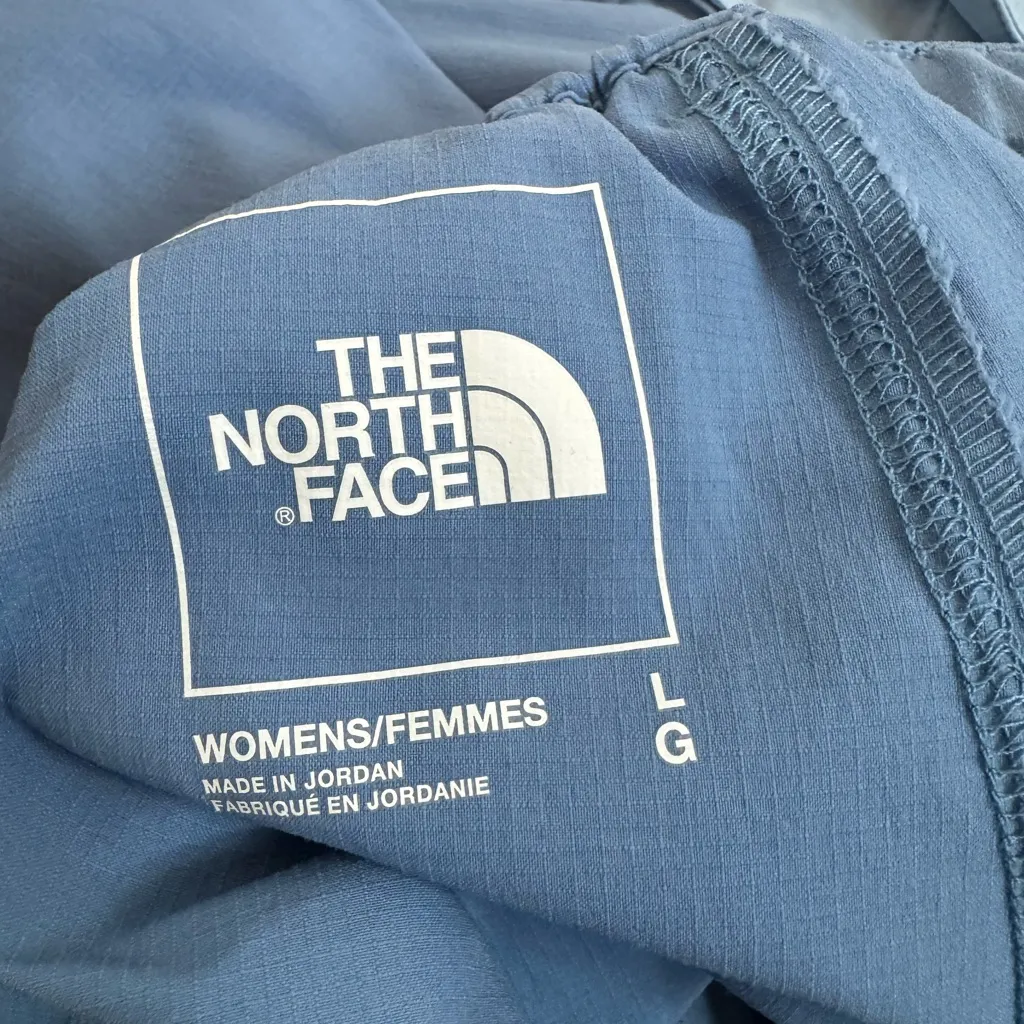 THE
NORTH
® FACE
WOMENS/FEMMES
L
G
MADE IN JORDAN
FABRIQUÉ EN JORDANIE